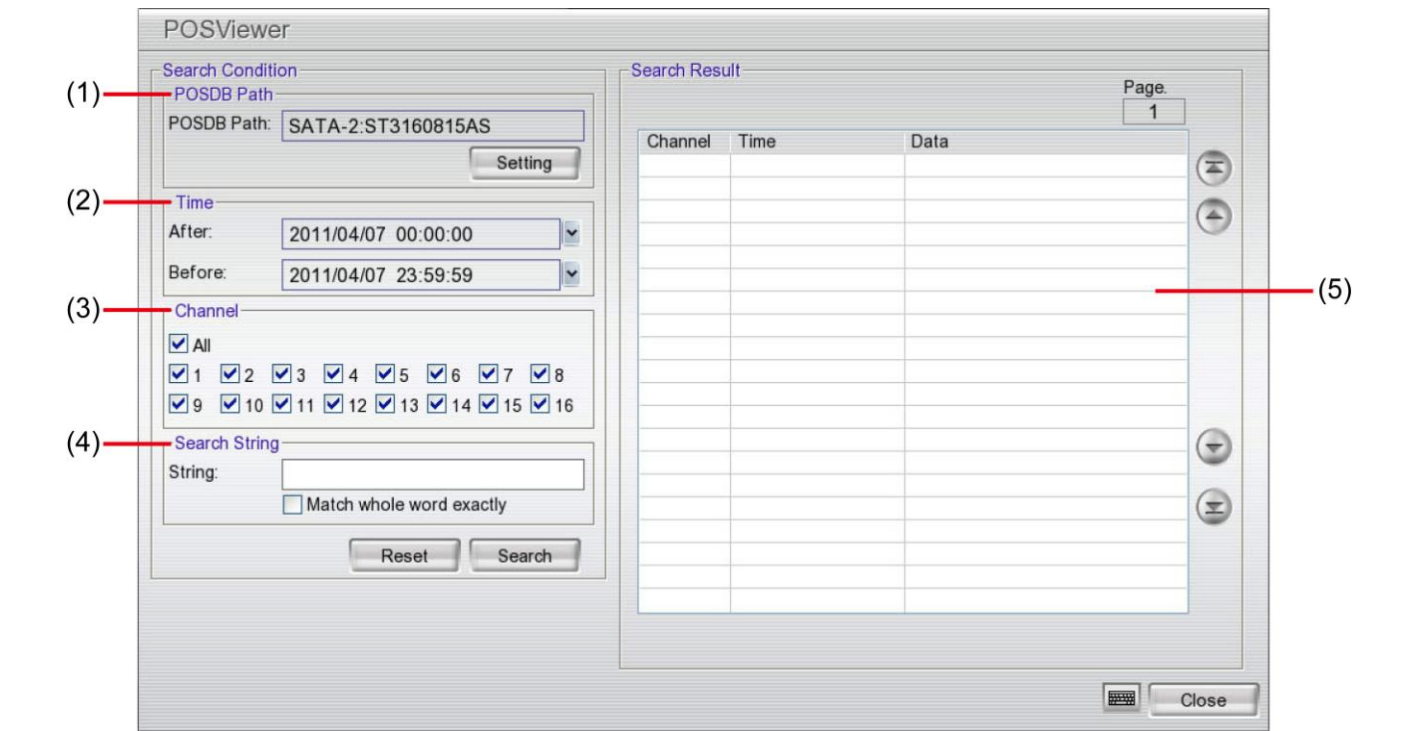 POSViewer
Search Condition
(1)
POSDB Path
POSDB Path: SATA-2:ST3160815AS
Setting
(2)
Time
After: 2011/04/07 00:00:00
Before: 2011/04/07 23:59:59
(3)
Channel
All
1 2 3 4 5 6 7 8
9 10 11 12 13 14 15 16
(4)
Search String
String:
Match whole word exactly
Reset Search
Search Result
Page.
1
Channel Time Data
(5)
Close